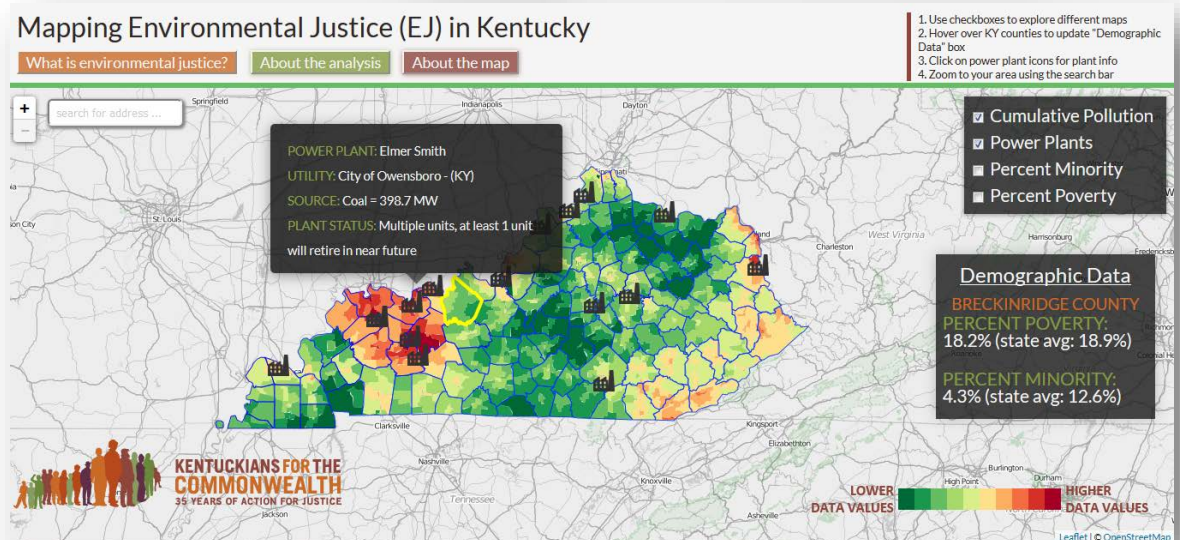 Mapping Environmental Justice (EJ) in Kentucky
What is environmental justice?
About the analysis
About the map
1. Use checkboxes to explore different maps
2. Hover over KY counties to update "Demographic
Data" box
3. Click on power plant icons for plant info
4. Zoom to your area using the search bar
+
−
search for address ...
Springfield
Indianapolis
Dayton
POWER PLANT: Elmer Smith
UTILITY: City of Owensboro - (KY)
SOURCE: Coal = 398.7 MW
PLANT STATUS: Multiple units, at least 1 unit
will retire in near future
Cumulative Pollution
Power Plants
Percent Minority
Percent Poverty
St. Louis
Charleston
West Virginia
Harrisonburg
Demographic Data
BRECKINRIDGE COUNTY
PERCENT POVERTY:
18.2% (state avg: 18.9%)
PERCENT MINORITY:
4.3% (state avg: 12.6%)
Clarksville
Kingsport
Elizabethton
Nashville
Knoxville
Tennessee
Jackson
Asheville
Burlington
High Point
Durham
KENTUCKIANS FOR THE
COMMONWEALTH
35 YEARS OF ACTION FOR JUSTICE
LOWER
DATA VALUES
HIGHER
DATA VALUES
Leaflet | © OpenStreetMap